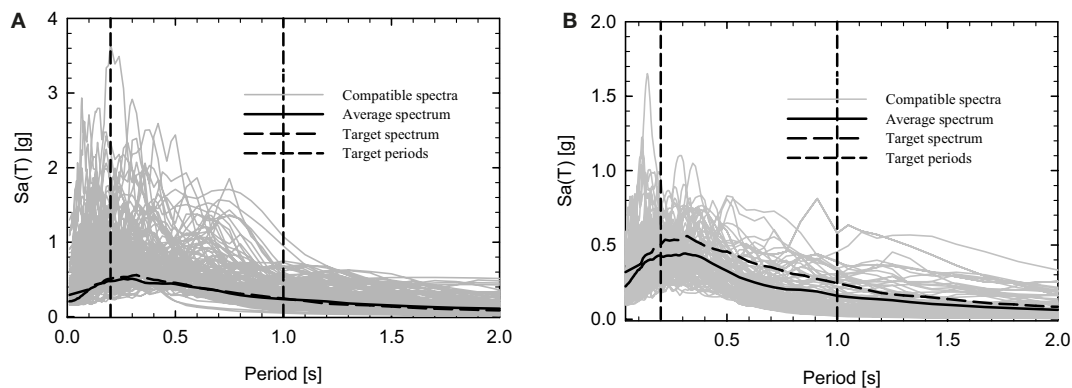 A
Sa(T) [g]
4
3
2
1
0
Compatible spectra
Average spectrum
Target spectrum
Target periods
0.0 0.5 1.0 1.5 2.0
Period [s]
B
Sa(T) [g]
2.0
1.5
1.0
0.5
0.0
Compatible spectra
Average spectrum
Target spectrum
Target periods
0.5 1.0 1.5 2.0
Period [s]